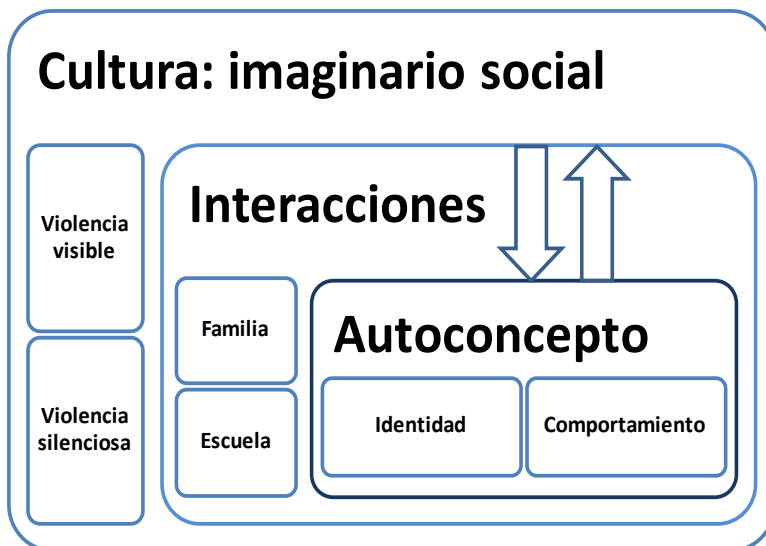 Cultura: imaginario social
Violencia
visible
Violencia
silenciosa
Interacciones
Familia
Escuela
Autoconcepto
Identidad
Comportamiento